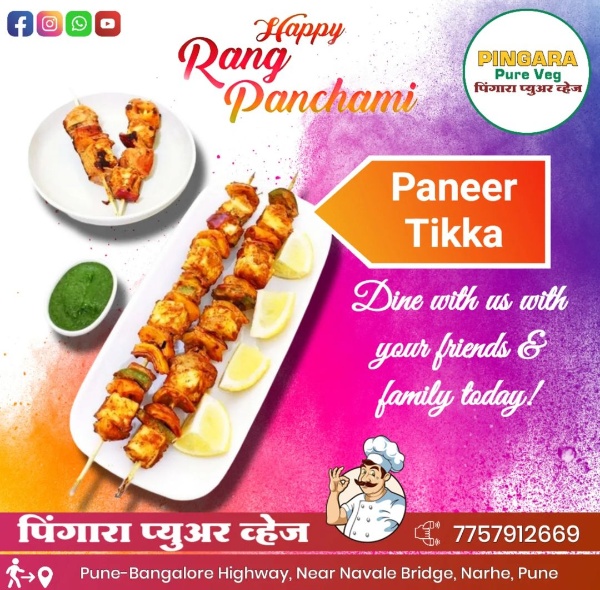 Happy
Rang
Panchami
PINGARA
Pure Veg
पिंगारा प्युअर व्हेज
Paneer
Tikka
Dine with us with
your friends &
family today!
पिंगारा प्युअर व्हेज
7757912669
Pune-Bangalore Highway, Near Navale Bridge, Narhe, Pune